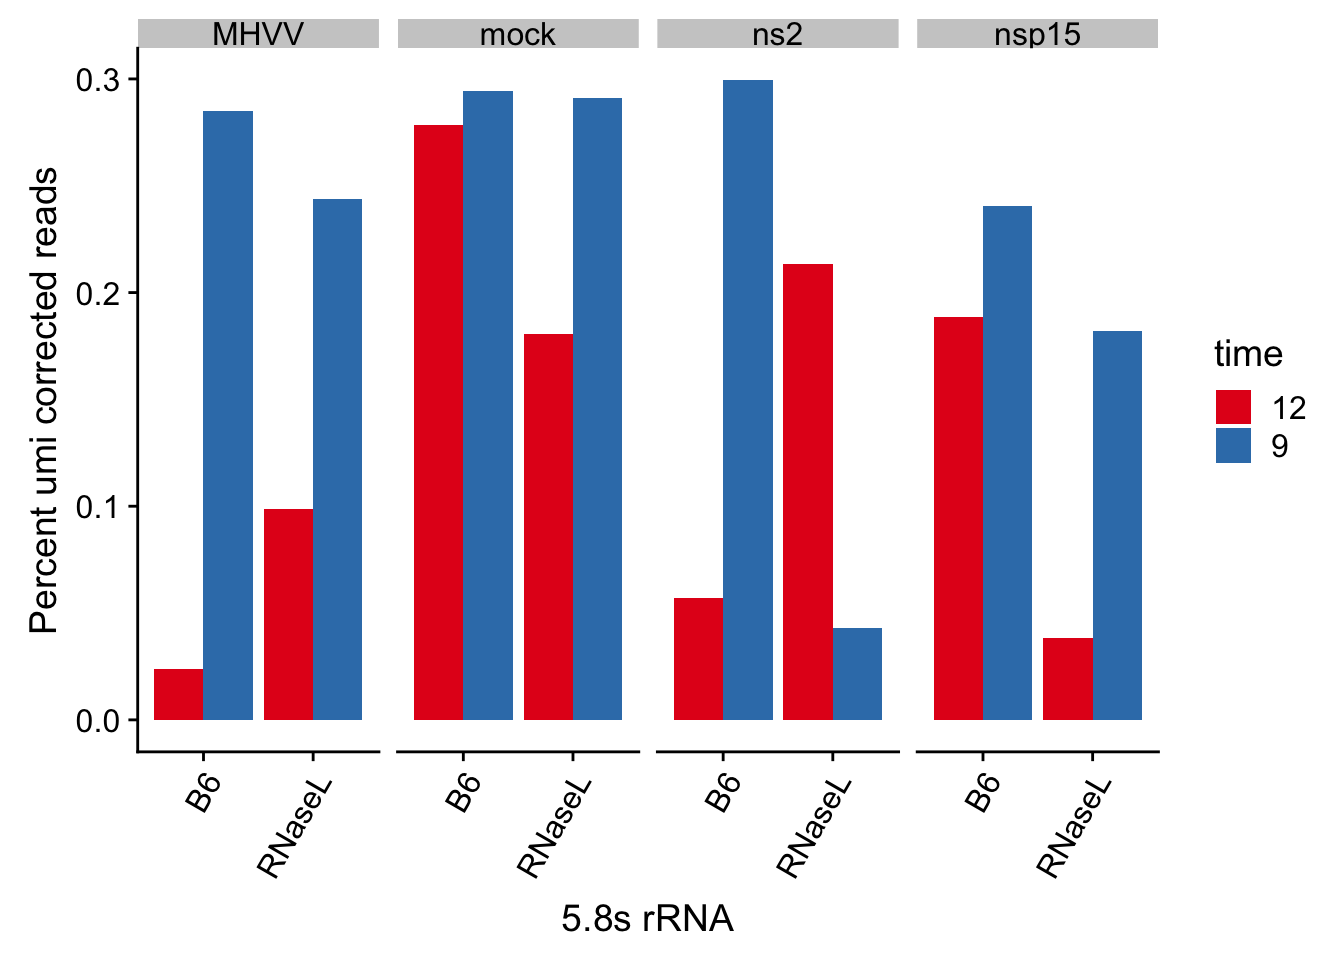 MHVV mock ns2 nsp15
0.3
0.2
0.1
0.0
Percent umi corrected reads
B6 RNaseL B6 RNaseL B6 RNaseL B6 RNaseL
5.8s rRNA
time
12
9